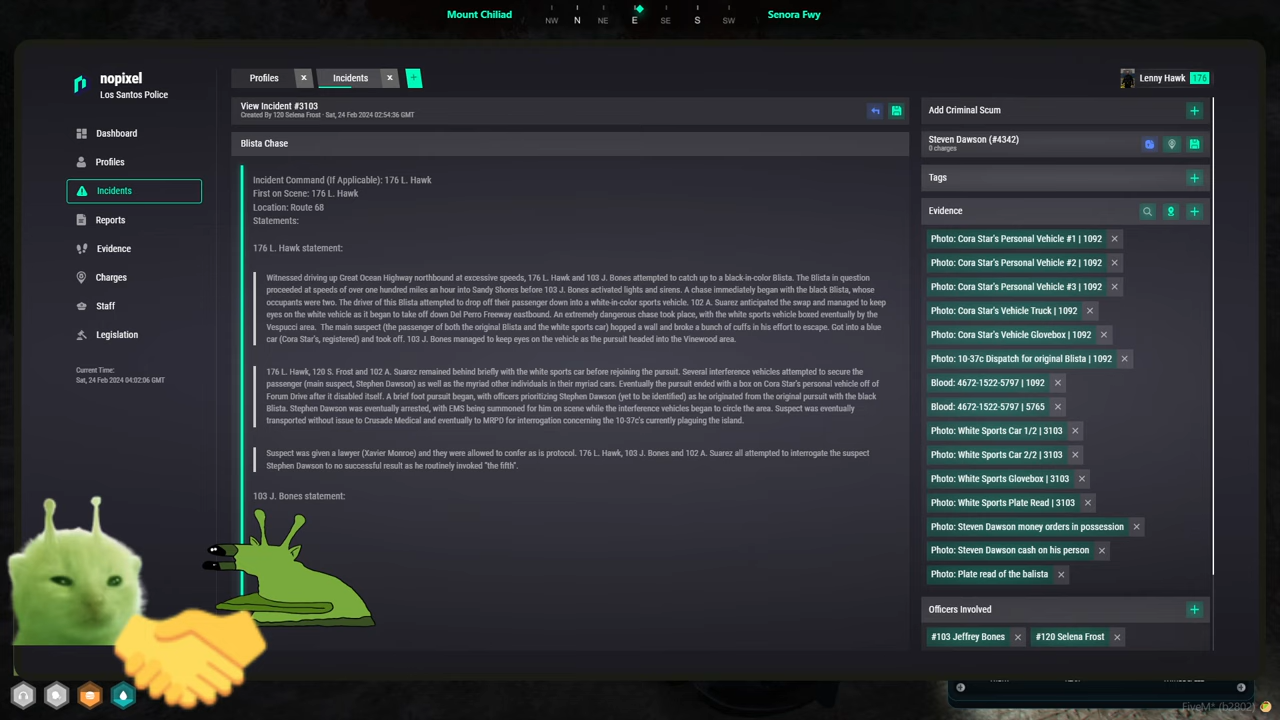 Mount Chiliad
NW N NE E SE S SW
Senora Fwy
nopixel
Los Santos Police
Dashboard
Profiles
Incidents
Reports
Evidence
Charges
Staff
Legislation
Current Time:
Sat, 24 Feb 2024 04:02:06 GMT
Profiles x Incidents x +
Lenny Hawk 176
View Incident #3103
Created By 120 Selena Frost · Sat, 24 Feb 2024 02:54:36 GMT
Blista Chase
Incident Command (If Applicable): 176 L. Hawk
First on Scene: 176 L. Hawk
Location: Route 68
Statements:
176 L. Hawk statement:
Witnessed driving up Great Ocean Highway northbound at excessive speeds, 176 L. Hawk and 103 J. Bones attempted to catch up to a black-in-color Blista. The Blista in question
proceeded at speeds of over one hundred miles an hour into Sandy Shores before 103 J. Bones activated lights and sirens. A chase immediately began with the black Blista, whose
occupants were two. The driver of this Blista attempted to drop off their passenger down into a white-in-color sports vehicle. 102 A. Suarez anticipated the swap and managed to keep
eyes on the white vehicle as it began to take off down Del Perro Freeway eastbound. An extremely dangerous chase took place, with the white sports vehicle boxed eventually by the
Vespucci area. The main suspect (the passenger of both the original Blista and the white sports car) hopped a wall and broke a bunch of cuffs in his effort to escape. Got into a blue
car (Cora Star's, registered) and took off. 103 J. Bones managed to keep eyes on the vehicle as the pursuit headed into the Vinewood area.
176 L. Hawk, 120 S. Frost and 102 A. Suarez remained behind briefly with the white sports car before rejoining the pursuit. Several interference vehicles attempted to secure the
passenger (main suspect, Stephen Dawson) as well as the myriad other individuals in their myriad cars. Eventually the pursuit ended with a box on Cora Star's personal vehicle off of
Forum Drive after it disabled itself. A brief foot pursuit began, with officers prioritizing Stephen Dawson (yet to be identified) as he originated from the original pursuit with the black
Blista. Stephen Dawson was eventually arrested, with EMS being summoned for him on scene while the interference vehicles began to circle the area. Suspect was eventually
transported without issue to Crusade Medical and eventually to MRPD for interrogation concerning the 10-37c's currently plaguing the island.
Suspect was given a lawyer (Xavier Monroe) and they were allowed to confer as is protocol. 176 L. Hawk, 103 J. Bones and 102 A. Suarez all attempted to interrogate the suspect
Stephen Dawson to no successful result as he routinely invoked "the fifth".
103 J. Bones statement:
Add Criminal Scum
Steven Dawson (#4342)
0 charges
Tags
Evidence
Photo: Cora Star's Personal Vehicle #1 | 1092
Photo: Cora Star's Personal Vehicle #2 | 1092
Photo: Cora Star's Personal Vehicle #3 | 1092
Photo: Cora Star's Vehicle Truck | 1092
Photo: Cora Star's Vehicle Glovebox | 1092
Photo: 10-37c Dispatch for original Blista | 1092
Blood: 4672-1522-5797 | 1092
Blood: 4672-1522-5797 | 5765
Photo: White Sports Car 1/2 | 3103
Photo: White Sports Car 2/2 | 3103
Photo: White Sports Glovebox | 3103
Photo: White Sports Plate Read | 3103
Photo: Steven Dawson money orders in possession
Photo: Steven Dawson cash on his person
Photo: Plate read of the balista
Officers Involved
#103 Jeffrey Bones #120 Selena Frost
FiveM* (b2802)